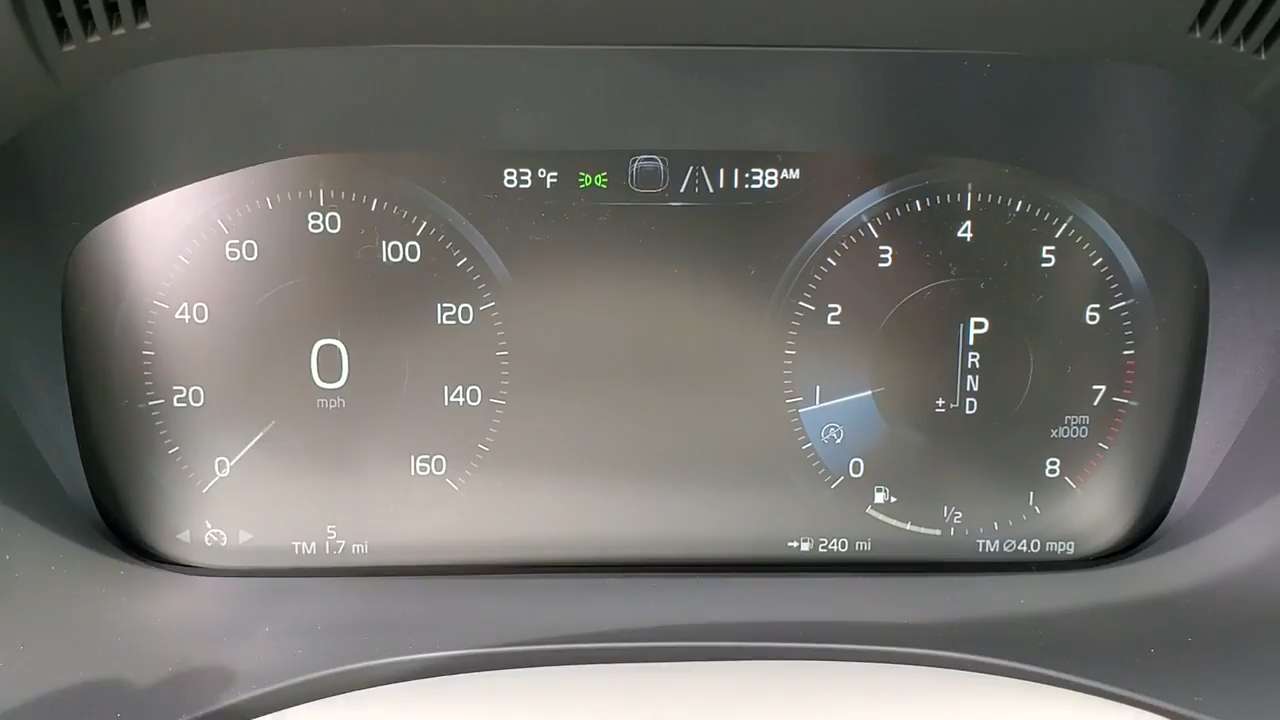 83 °F 11:38 AM
80
60 100
40 120
0
mph
20 140
0 160
5
TM 1.7 mi
4
3 5
2 6
P
R
N
± D
1 7
rpm
x1000
0 8
1/2 1
240 mi
TM ∅4.0 mpg